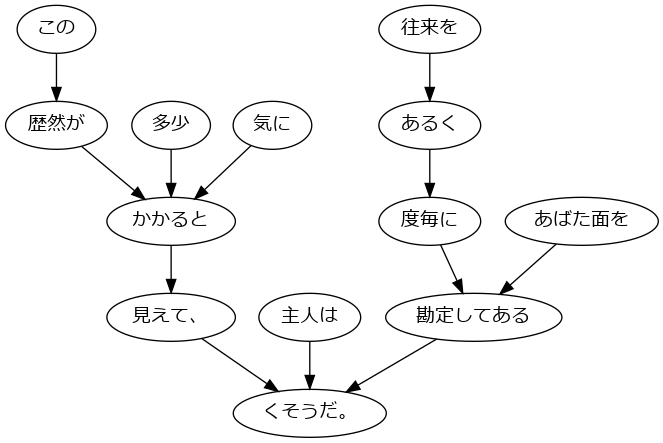 この
往来を
歴然が
多少
気に
あるく
かかると
度毎に
あばた面を
見えて、
主人は
勘定してある
くそうだ。